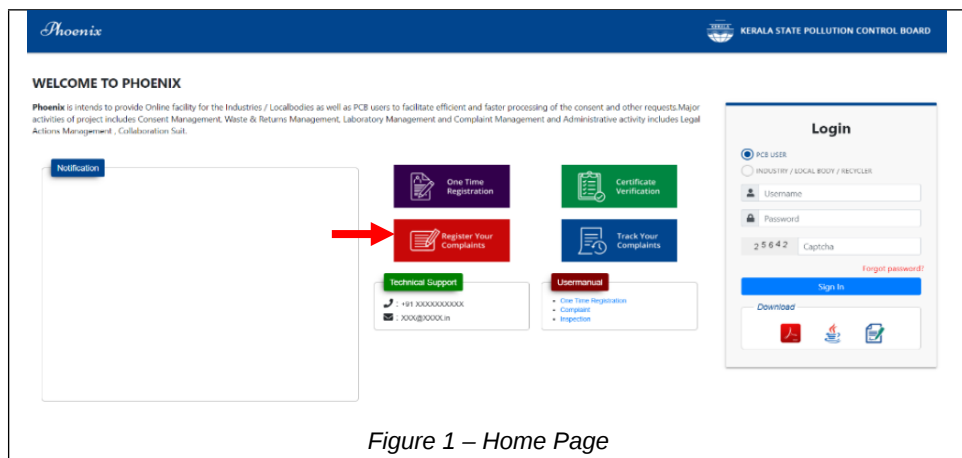 Phoenix
KERALA STATE POLLUTION CONTROL BOARD
WELCOME TO PHOENIX
Phoenix is intends to provide Online facility for the Industries / Localbodies as well as PCB users to facilitate efficient and faster processing of the consent and other requests.Major
activities of project includes Consent Management, Waste & Returns Management, Laboratory Management and Complaint Management and Administrative activity includes Legal
Actions Management , Collaboration Suit.
Notification
One Time
Registration
Certificate
Verification
Register Your
Complaints
Track Your
Complaints
Technical Support
: +91 XXXXXXXXXX
: XXX@XXXX.in
Usermanual
One Time Registration
Complaint
Inspection
Login
PCB USER
INDUSTRY / LOCAL BODY / RECYCLER
Username
Password
2 5 6 4 2
Captcha
Forgot password?
Sign In
Download
Figure 1 – Home Page